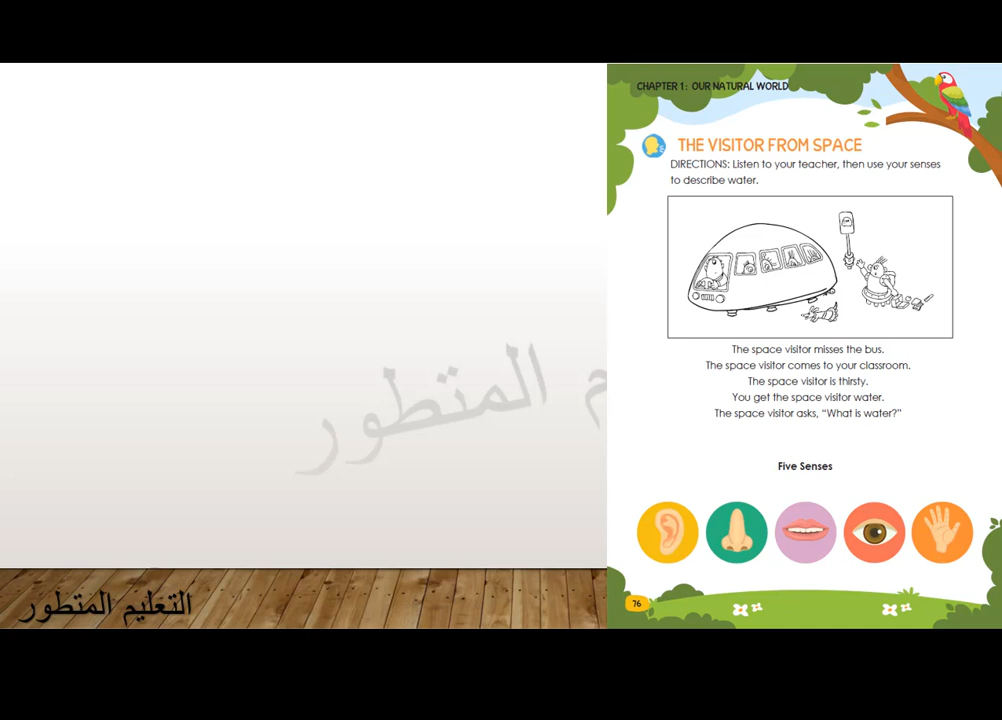 CHAPTER 1: OUR NATURAL WORLD
THE VISITOR FROM SPACE
DIRECTIONS: Listen to your teacher, then use your senses
to describe water.
The space visitor misses the bus.
The space visitor comes to your classroom.
The space visitor is thirsty.
You get the space visitor water.
The space visitor asks, “What is water?”
Five Senses
76
م المتطور
التعليم المتطور